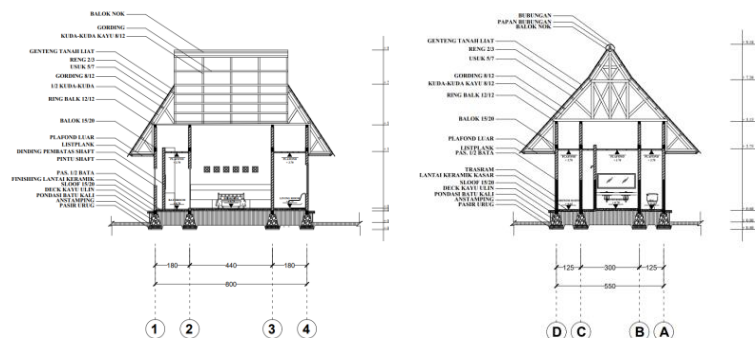 BALOK NOK
GORDING
KUDA-KUDA KAYU 8/12
GENTENG TANAH LIAT
RENG 2/3
USUK 5/7
GORDING 8/12
1/2 KUDA-KUDA
RING BALK 12/12
BALOK 15/20
PLAFOND LUAR
LISTPLANK
DINDING PEMBATAS SHAFT
PINTU SHAFT
PAS. 1/2 BATA
FINISHING LANTAI KERAMIK
SLOOF 15/20
DECK KAYU ULIN
PONDASI BATU KALI
ANSTAMPING
PASIR URUG
PLAFOND
PLAFOND
180
440
180
800
1
2
3
4
BUBUNGAN
PAPAN BUBUNGAN
BALOK NOK
GENTENG TANAH LIAT
RENG 2/3
USUK 5/7
GORDING 8/12
KUDA-KUDA KAYU 8/12
RING BALK 12/12
BALOK 15/20
PLAFOND LUAR
LISTPLANK
PAS. 1/2 BATA
TRASRAM
LANTAI KERAMIK KASAR
SLOOF 15/20
DECK KAYU ULIN
PONDASI BATU KALI
ANSTAMPING
PASIR URUG
PLAFOND
PLAFOND
PLAFOND
125
300
125
550
D
C
B
A